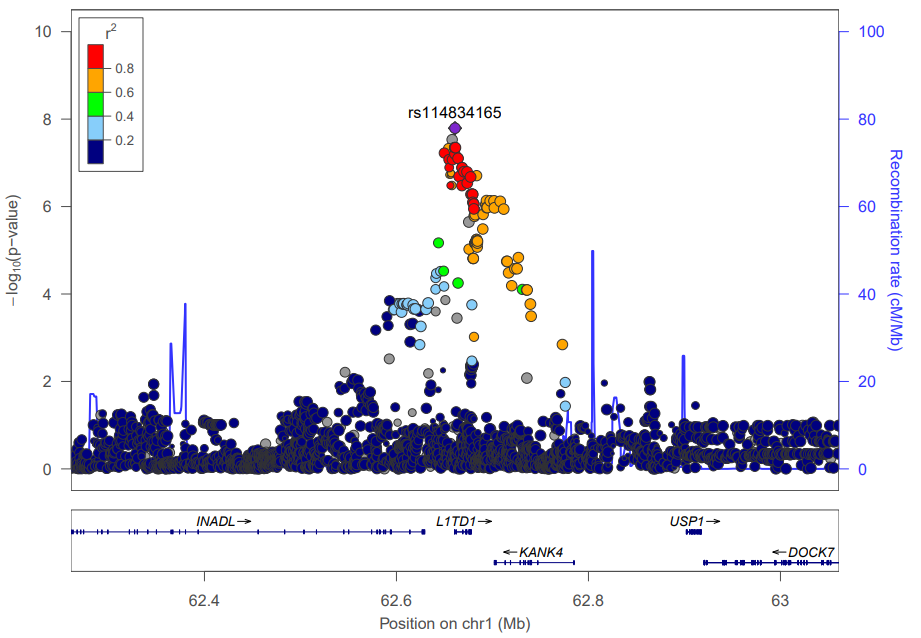 r2
0.8
0.6
0.4
0.2
rs114834165
10
8
6
4
2
0
−log10(p−value)
100
80
60
40
20
0
Recombination rate (cM/Mb)
INADL→
L1TD1→
USP1→
←KANK4
←DOCK7
62.4
62.6
62.8
63
Position on chr1 (Mb)